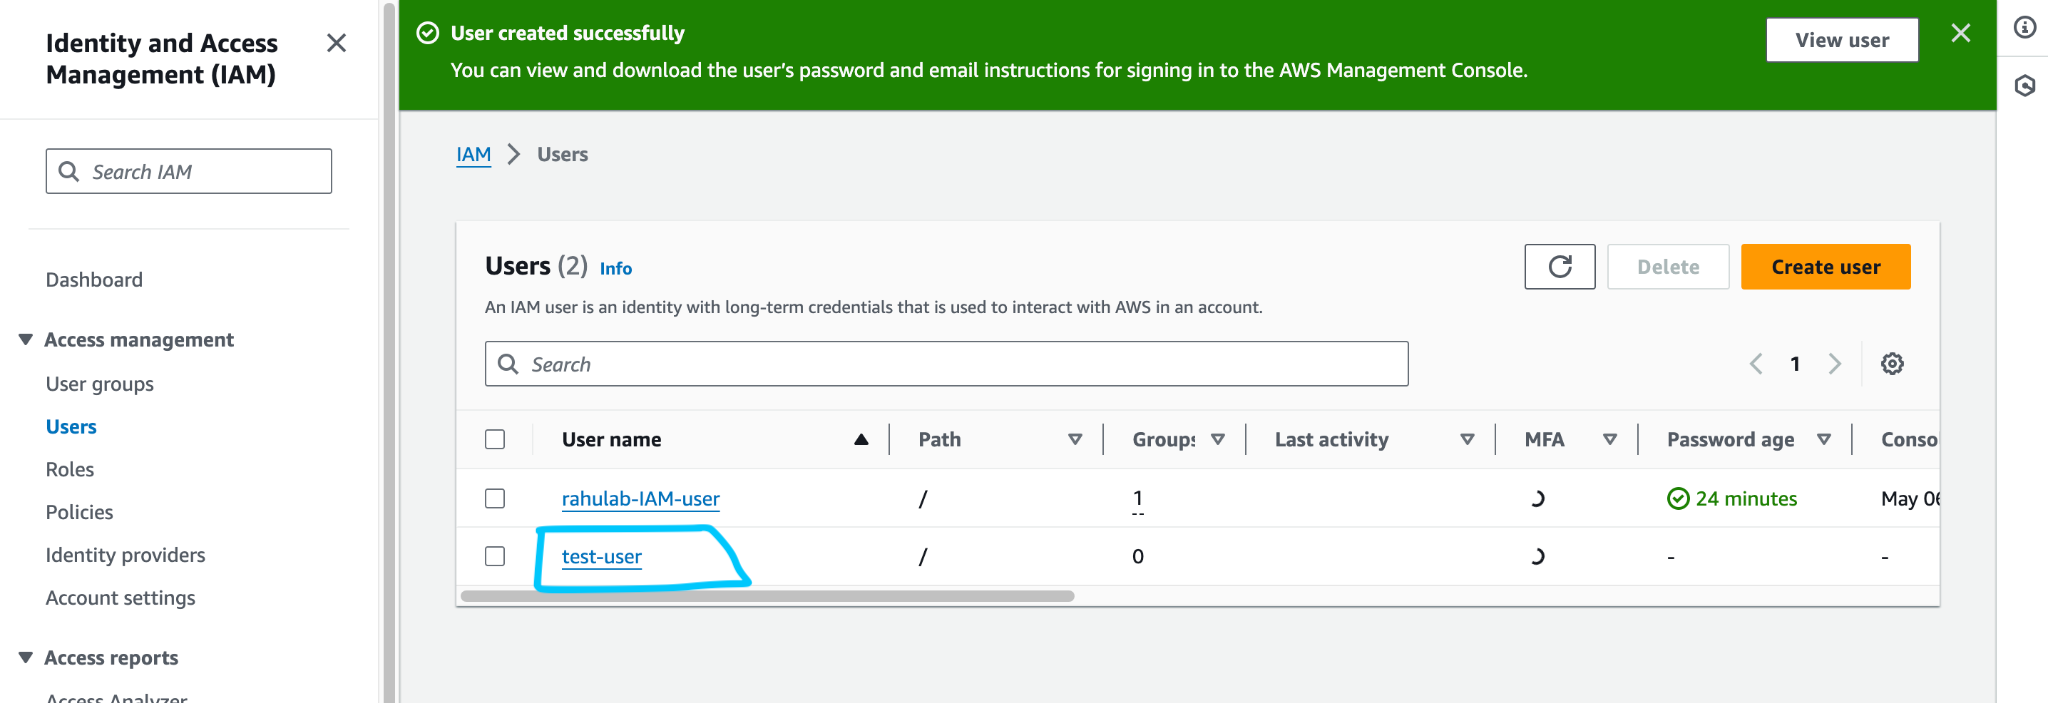 Identity and Access
Management (IAM)
Search IAM
Dashboard
Access management
User groups
Users
Roles
Policies
Identity providers
Account settings
Access reports
Access Analyzer
User created successfully
You can view and download the user's password and email instructions for signing in to the AWS Management Console.
View user
IAM > Users
Users (2) Info
Delete
Create user
An IAM user is an identity with long-term credentials that is used to interact with AWS in an account.
Search
1
User name Path Groups Last activity MFA Password age Conso
rahulab-IAM-user / 1 24 minutes May 06
test-user / 0 - -